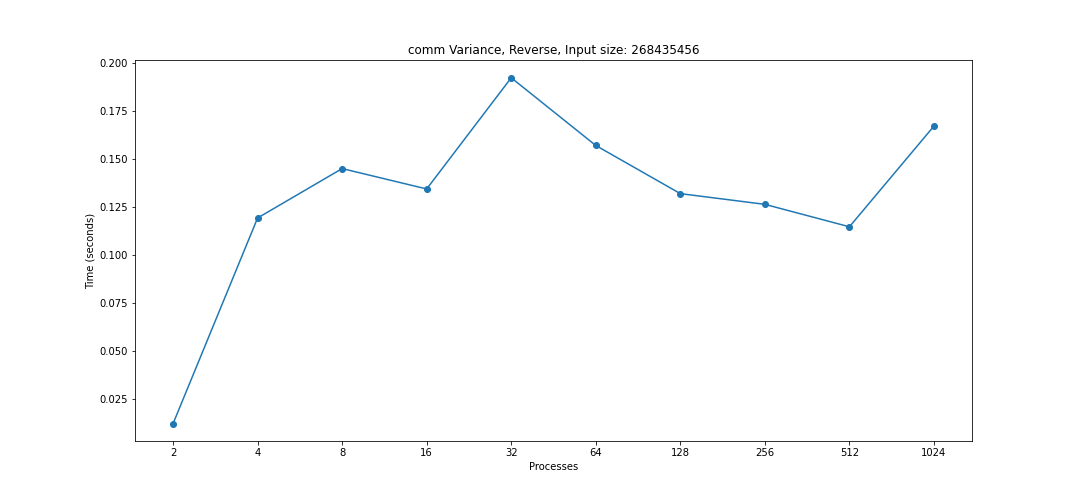 comm Variance, Reverse, Input size: 268435456
0.200
0.175
0.150
0.125
0.100
0.075
0.050
0.025
Time (seconds)
2 4 8 16 32 64 128 256 512 1024
Processes